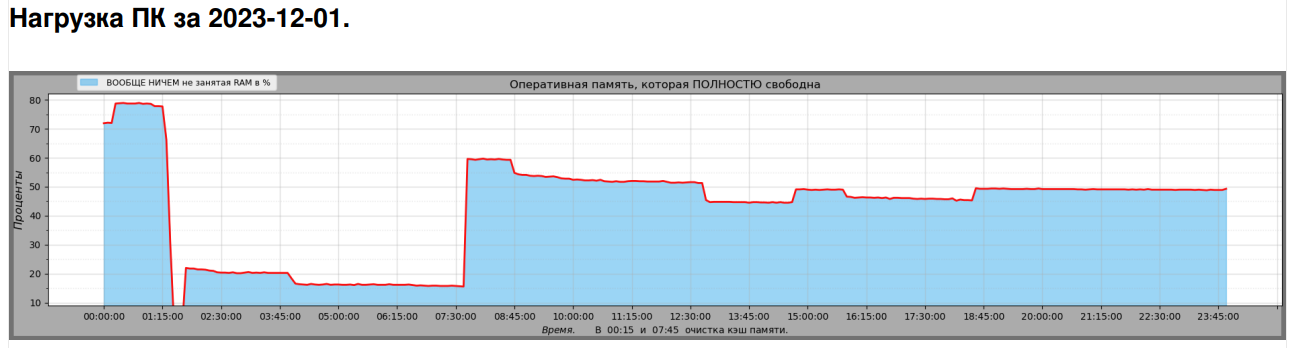 Нагрузка ПК за 2023-12-01.
ВООБЩЕ НИЧЕМ не занятая RAM в %
Оперативная память, которая ПОЛНОСТЮ свободна
80
70
60
50
40
30
20
10
Проценты
00:00:00 01:15:00 02:30:00 03:45:00 05:00:00 06:15:00 07:30:00 08:45:00 10:00:00 11:15:00 12:30:00 13:45:00 15:00:00 16:15:00 17:30:00 18:45:00 20:00:00 21:15:00 22:30:00 23:45:00
Время. В 00:15 и 07:45 очистка кэш памяти.